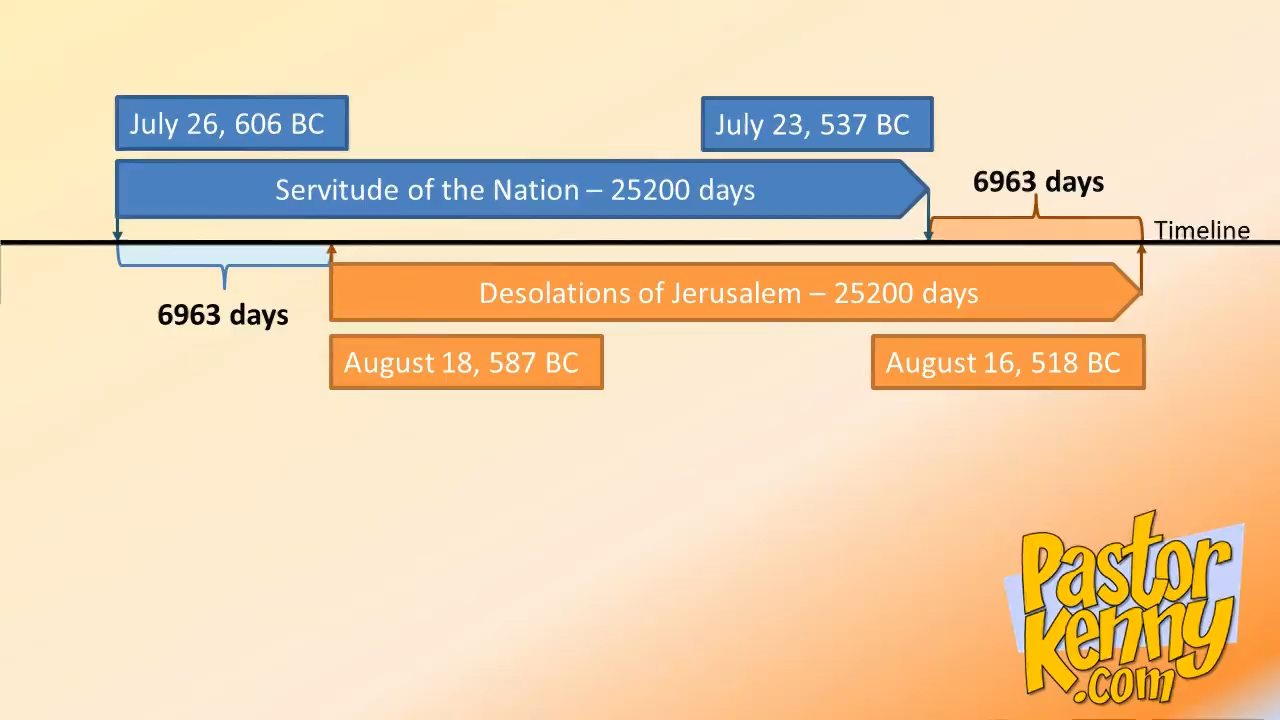 July 26, 606 BC
July 23, 537 BC
Servitude of the Nation – 25200 days
6963 days
Timeline
6963 days
Desolations of Jerusalem – 25200 days
August 18, 587 BC
August 16, 518 BC
Pastor
Kenny
.com